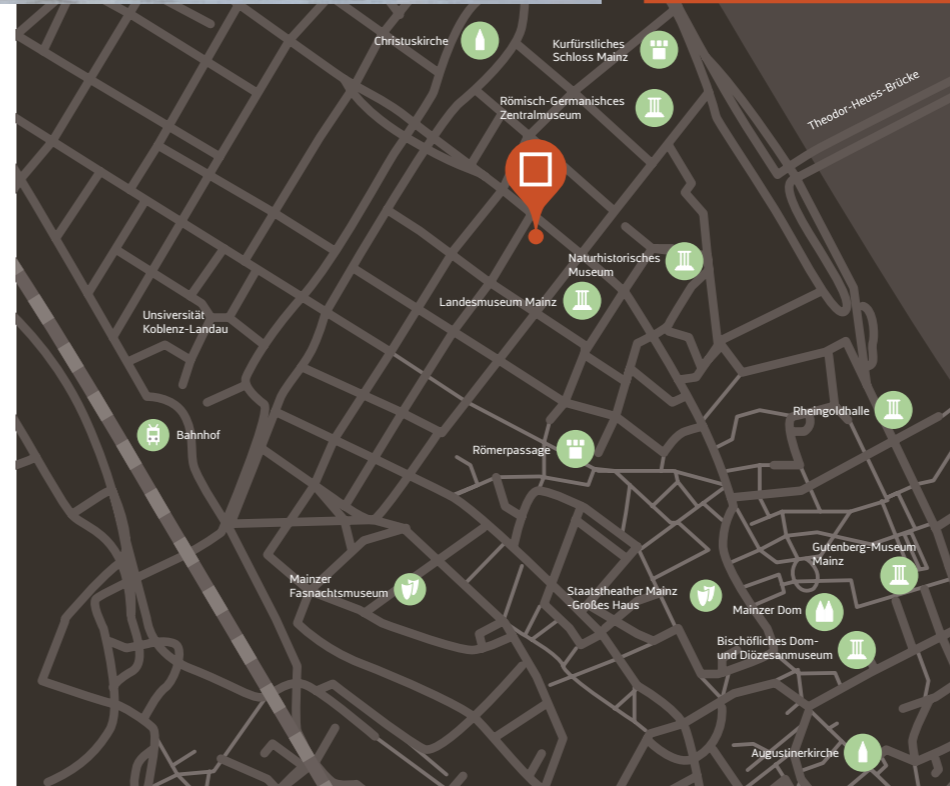 Christuskirche
Kurfürstliches
Schloss Mainz
Theodor-Heuss-Brücke
Römisch-Germanishces
Zentralmuseum
Naturhistorisches
Museum
Landesmuseum Mainz
Unsiversität
Koblenz-Landau
Rheingoldhalle
Bahnhof
Römerpassage
Gutenberg-Museum
Mainz
Mainzer
Fasnachtsmuseum
Staatstheather Mainz
-Großes Haus
Mainzer Dom
Bischöfliches Dom-
und Diözesanmuseum
Augustinerkirche